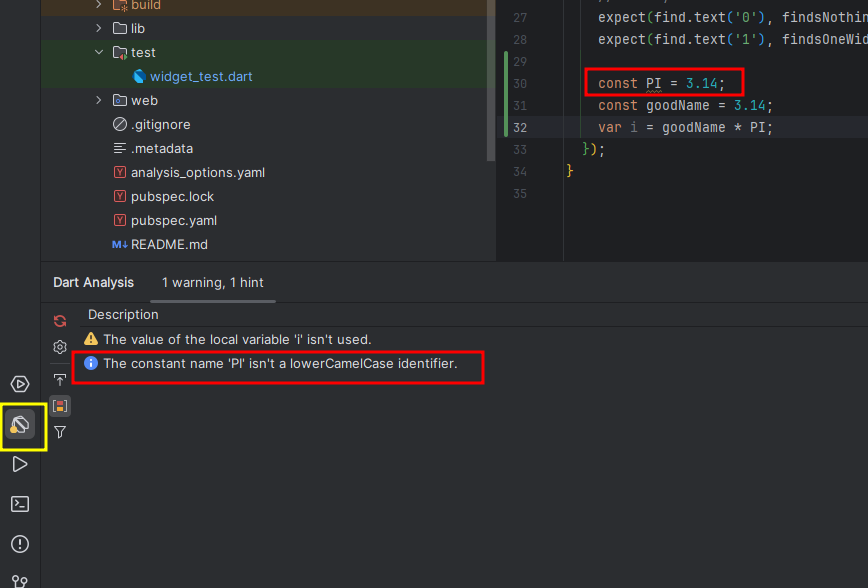 build
lib
test
widget_test.dart
web
.gitignore
.metadata
analysis_options.yaml
pubspec.lock
pubspec.yaml
M↓ README.md
27 expect(find.text('0'), findsNothin
28 expect(find.text('1'), findsOneWid
29
30 const PI = 3.14;
31 const goodName = 3.14;
32 var i = goodName * PI;
33 });
34 }
35
Dart Analysis 1 warning, 1 hint
Description
The value of the local variable 'i' isn't used.
The constant name 'PI' isn't a lowerCamelCase identifier.